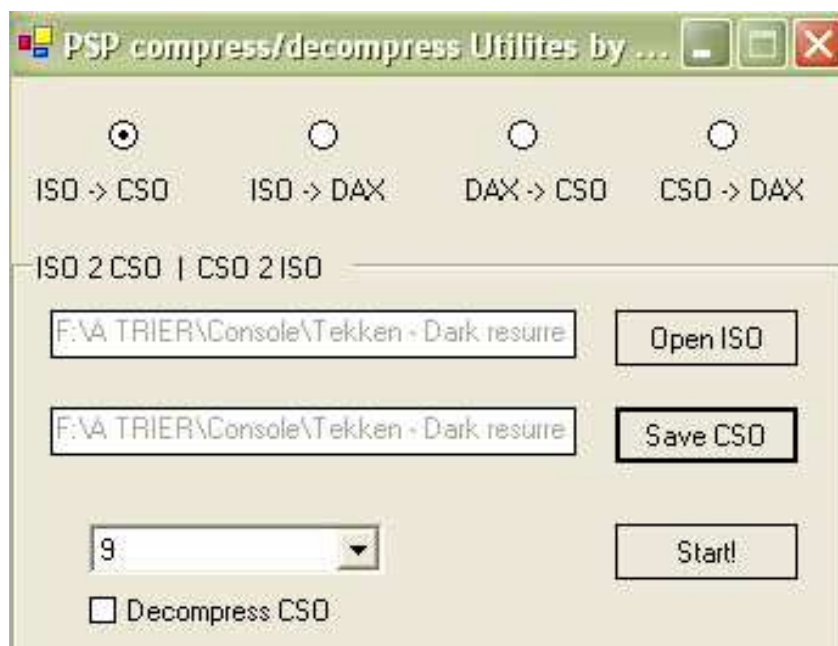 PSP compress/decompress Utilites by ...
ISO -> CSO ISO -> DAX DAX -> CSO CSO -> DAX
ISO 2 CSO | CSO 2 ISO
F:\A TRIER\Console\Tekken - Dark resurre Open ISO
F:\A TRIER\Console\Tekken - Dark resurre Save CSO
9 Start!
Decompress CSO